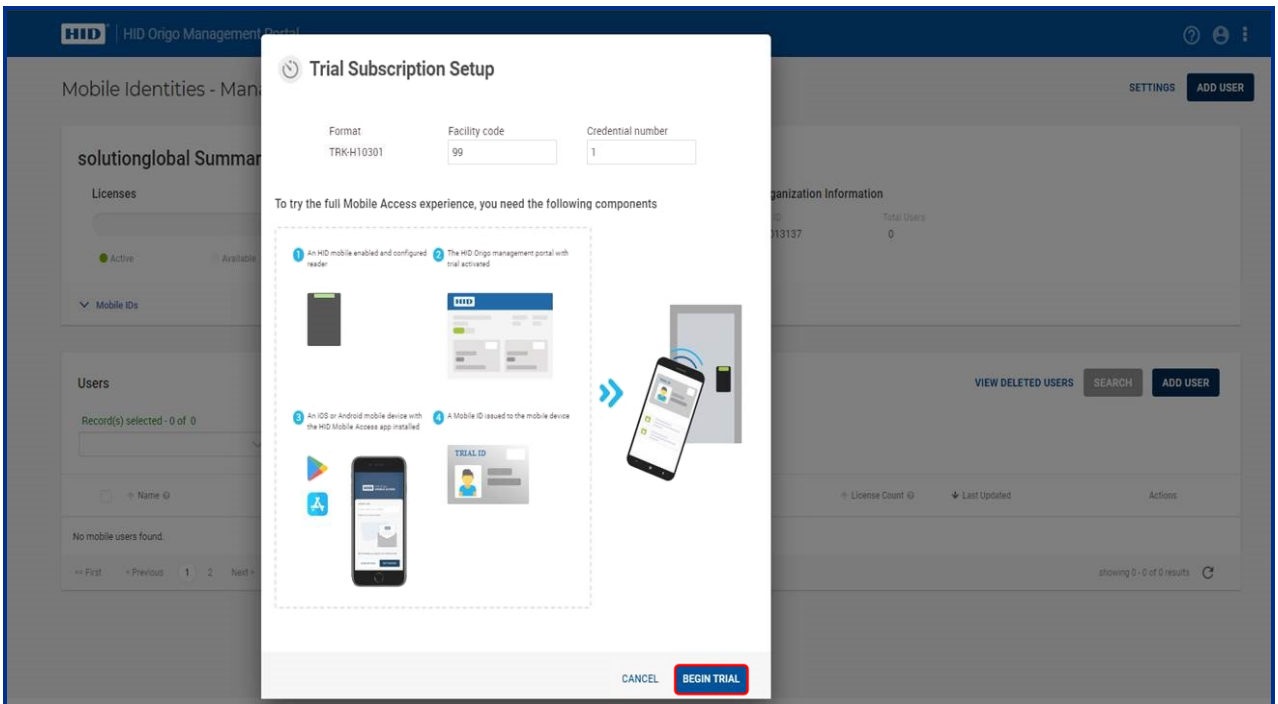 HID | HID Origo Management Portal
Mobile Identities - Mana
SETTINGS ADD USER
Trial Subscription Setup
Format Facility code Credential number
TRK-H10301 99 1
solutionglobal Summar
Licenses
To try the full Mobile Access experience, you need the following components
ganization Information
ID Total Users
013137 0
Active Available
Mobile IDs
1 An HID mobile enabled and configured reader
2 The HID Origo management portal with trial activated
HID
Users
VIEW DELETED USERS SEARCH ADD USER
Record(s) selected - 0 of 0
3 An iOS or Android mobile device with the HID Mobile Access app installed
4 A Mobile ID issued to the mobile device
TRIAL ID
HID
TRIAL ID
Name License Count Last Updated Actions
No mobile users found.
<< First < Previous 1 2 Next >
showing 0 - 0 of 0 results
CANCEL BEGIN TRIAL